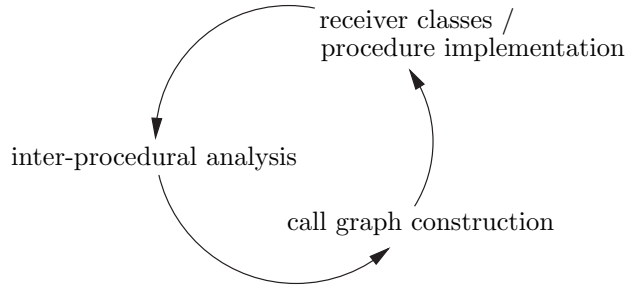 receiver classes /
procedure implementation
inter-procedural analysis
call graph construction